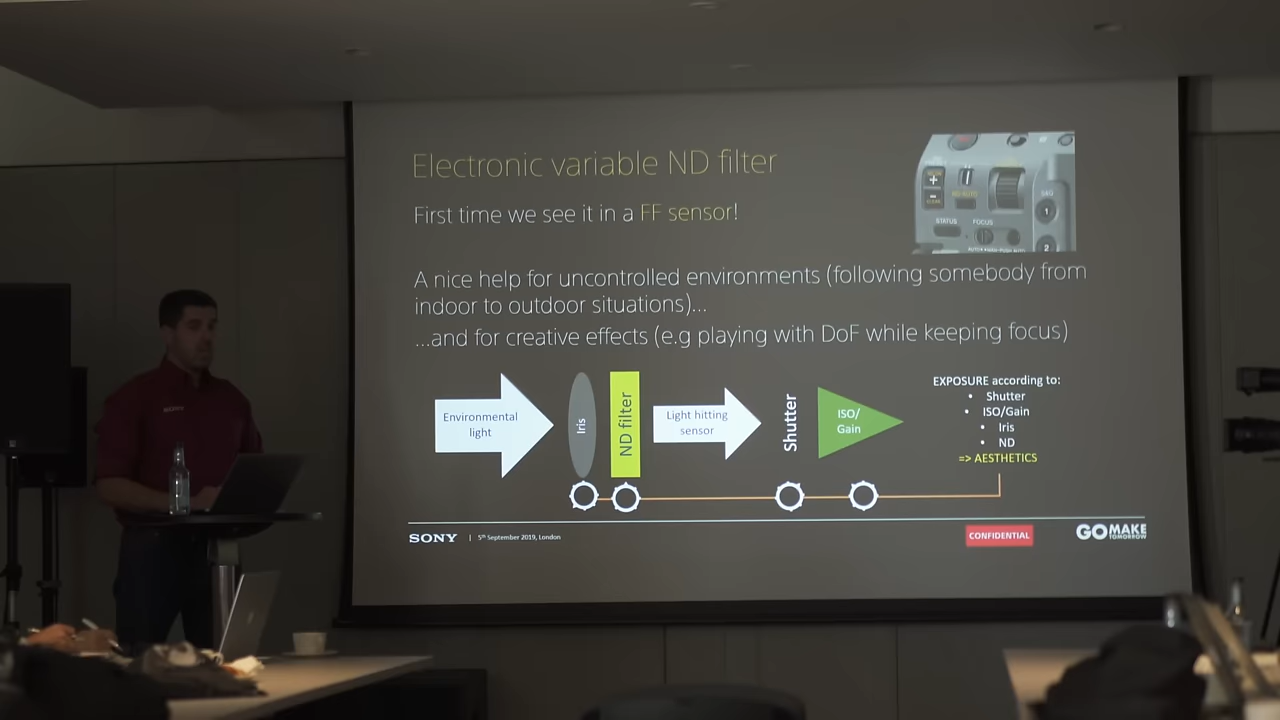 Electronic variable ND filter
First time we see it in a FF sensor!
A nice help for uncontrolled environments (following somebody from
indoor to outdoor situations)...
...and for creative effects (e.g playing with DoF while keeping focus)
STATUS
FOCUS
1
2
Environmental
light
Iris
ND filter
Light hitting
sensor
Shutter
ISO/
Gain
EXPOSURE according to:
• Shutter
• ISO/Gain
• Iris
• ND
=> AESTHETICS
SONY | 5th September 2019, London
CONFIDENTIAL
GO MAKE
TOMORROW
SONY